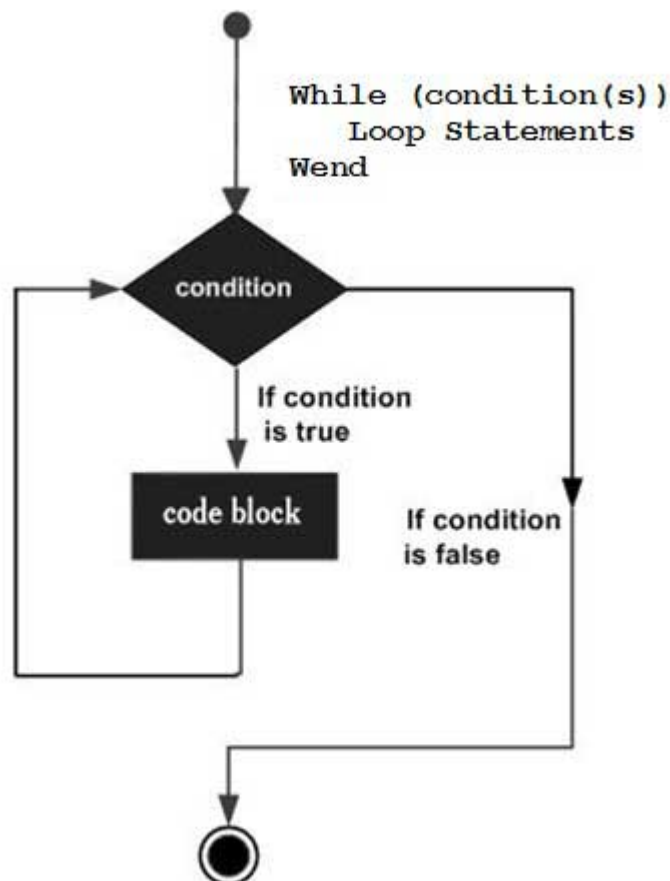 While (condition(s))
Loop Statements
Wend
condition
If condition
is true
code block
If condition
is false